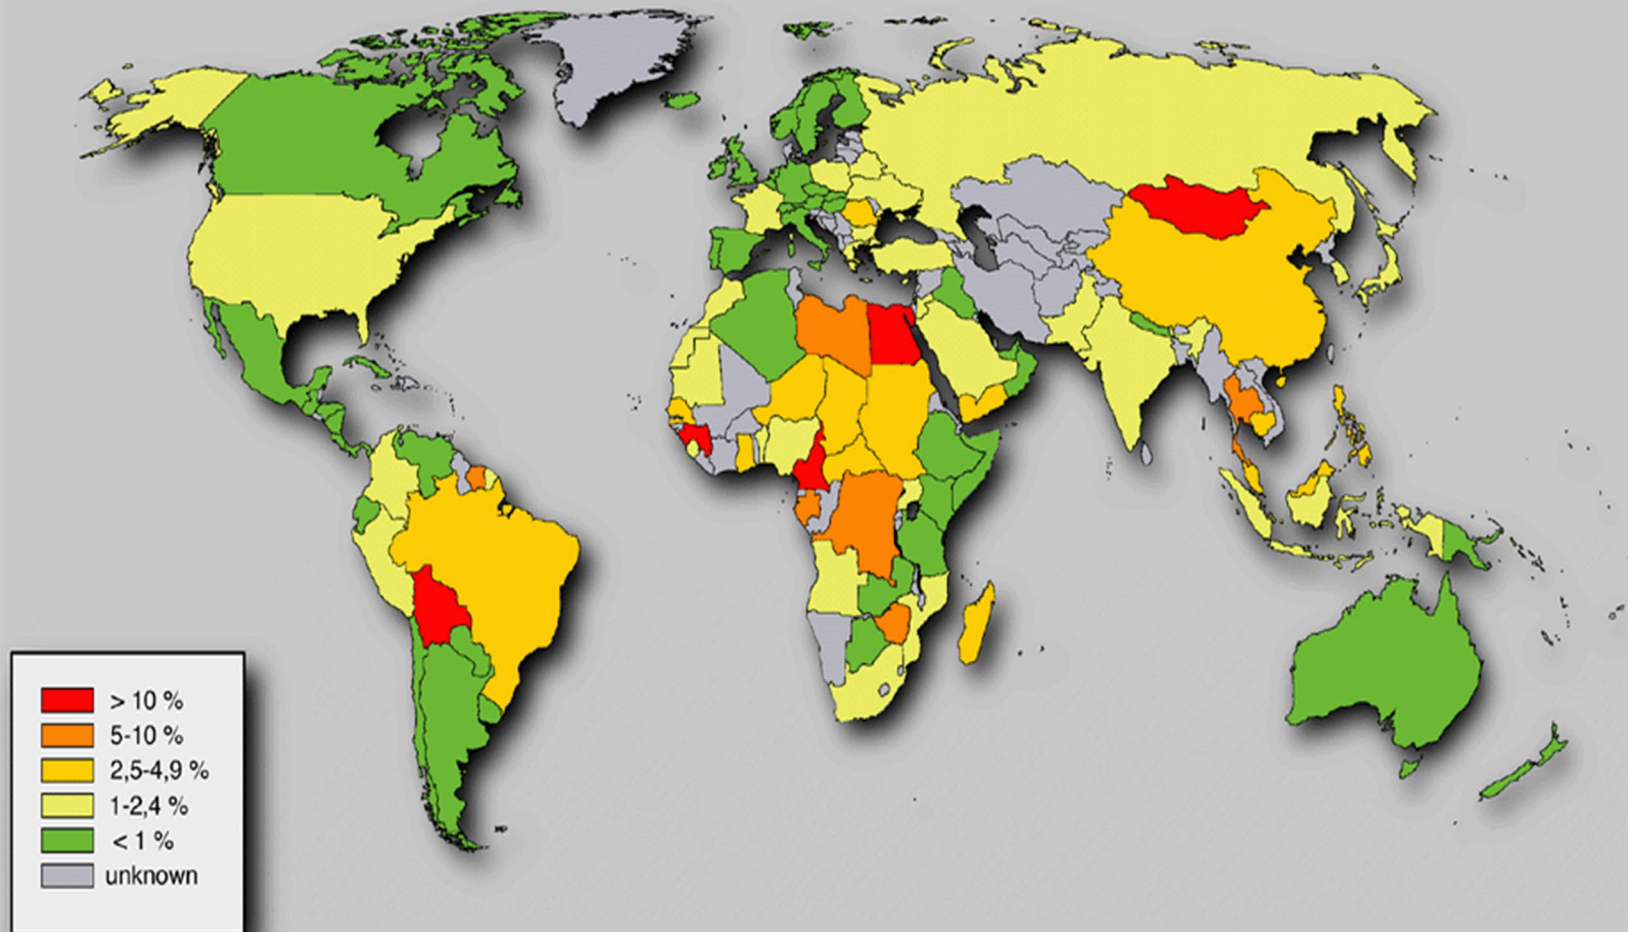 > 10 %
5-10 %
2,5-4,9 %
1-2,4 %
< 1 %
unknown